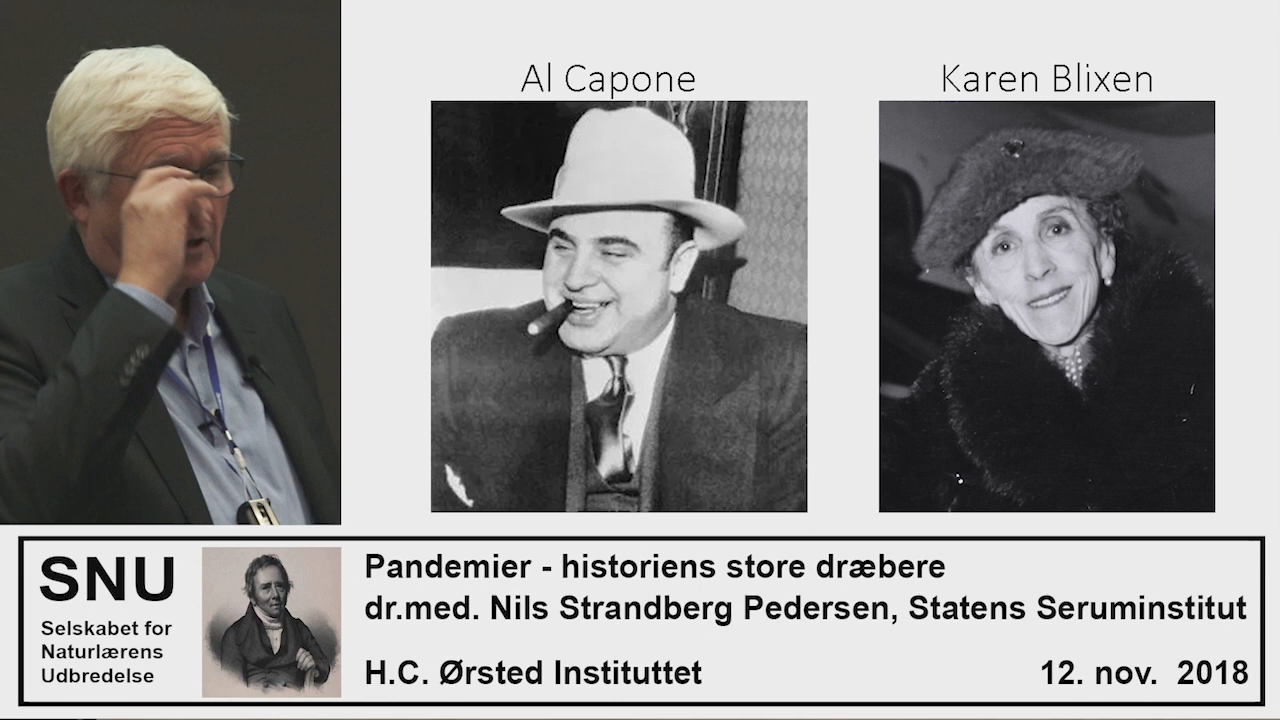 Al Capone
Karen Blixen
SNU
Selskabet for
Naturlærens
Udbredelse
Pandemier - historiens store dræbere
dr.med. Nils Strandberg Pedersen, Statens Seruminstitut
H.C. Ørsted Instituttet
12. nov. 2018